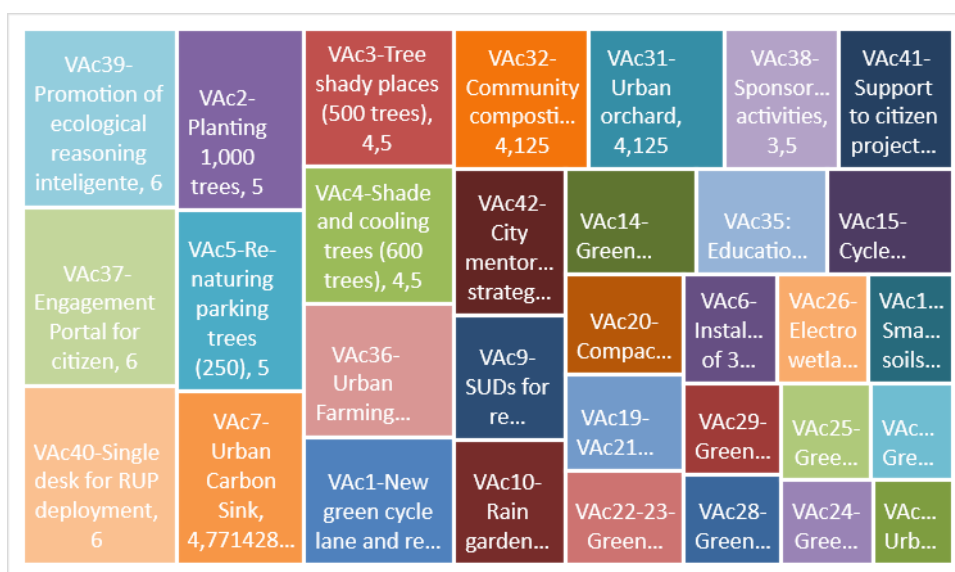 VAc39-
Promotion of
ecological
reasoning
inteligente, 6
VAc37-
Engagement
Portal for
citizen, 6
VAc40-Single
desk for RUP
deployment,
6
VAc2-
Planting
1,000
trees, 5
VAc5-Re-
naturing
parking
trees
(250), 5
VAc7-
Urban
Carbon
Sink,
4,771428...
VAc3-Tree
shady places
(500 trees),
4,5
VAc4-Shade
and cooling
trees (600
trees), 4,5
VAc36-
Urban
Farming...
VAc1-New
green cycle
lane and re...
VAc32-
Community
composti...
4,125
VAc31-
Urban
orchard,
4,125
VAc38-
Sponsor...
activities,
3,5
VAc41-
Support
to citizen
project...
VAc42-
City
mentor...
strateg...
VAc9-
SUDs for
re...
VAc10-
Rain
garden...
VAc14-
Green...
VAc35:
Educatio...
VAc15-
Cycle...
VAc20-
Compac...
VAc19-
VAc21...
VAc22-23-
Green...
VAc6-
Instal...
of 3...
VAc26-
Electro
wetla...
VAc1...
Sma...
soils...
VAc29-
Green...
VAc25-
Gree...
VAc...
Gre...
VAc28-
Green...
VAc24-
Gree...
VAc...
Urb...